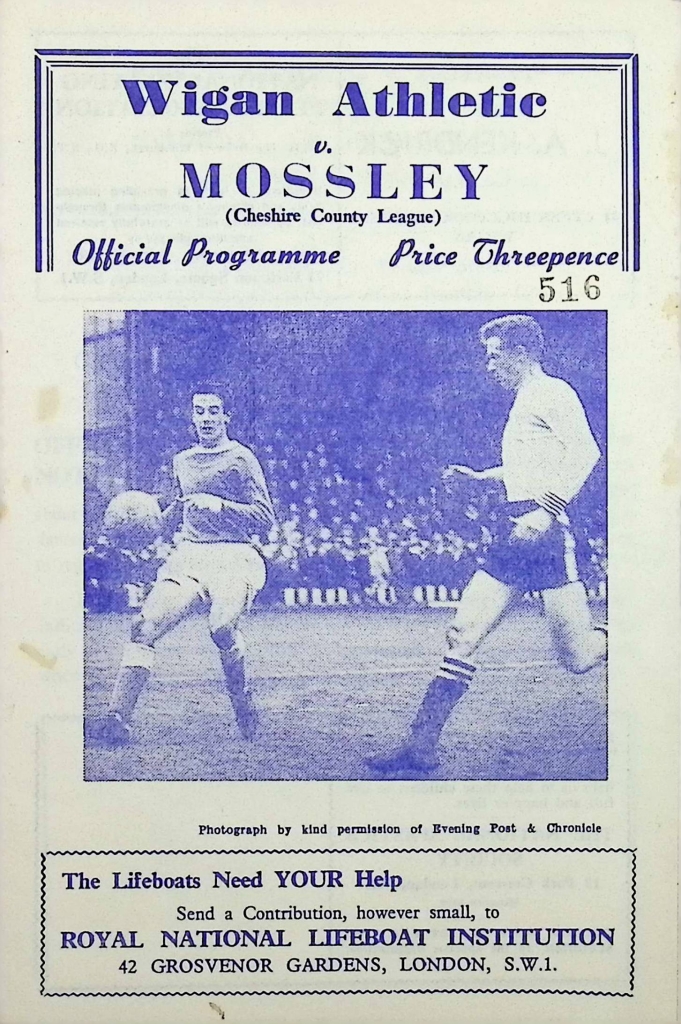 Wigan Athletic
v.
MOSSLEY
(Cheshire County League)
Official Programme Price Threepence
516
Photograph by kind permission of Evening Post & Chronicle
The Lifeboats Need YOUR Help
Send a Contribution, however small, to
ROYAL NATIONAL LIFEBOAT INSTITUTION
42 GROSVENOR GARDENS, LONDON, S.W.1.